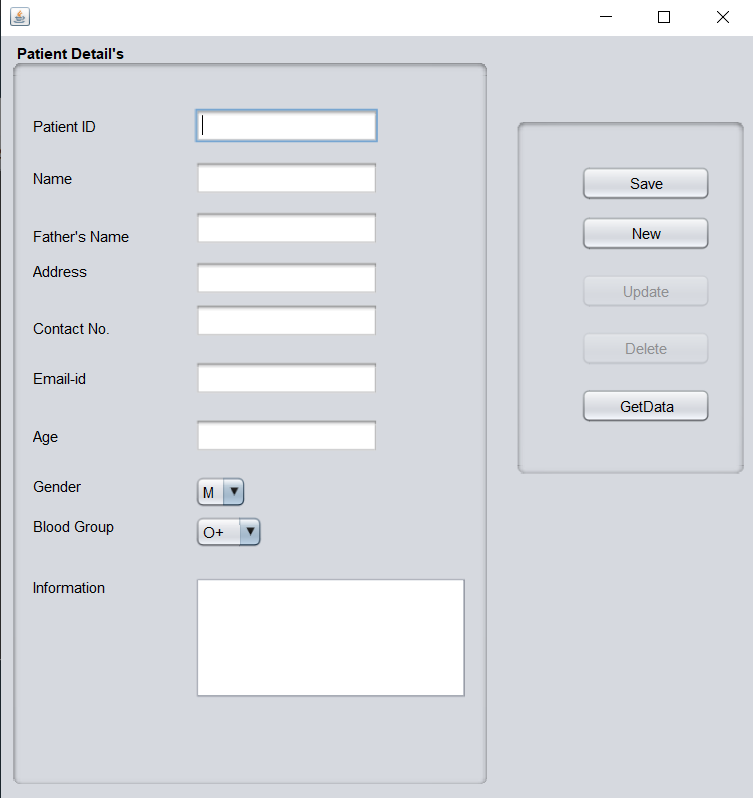 Patient Detail's
Patient ID
Name
Father's Name
Address
Contact No.
Email-id
Age
Gender
M
Blood Group
O+
Information
Save
New
Update
Delete
GetData